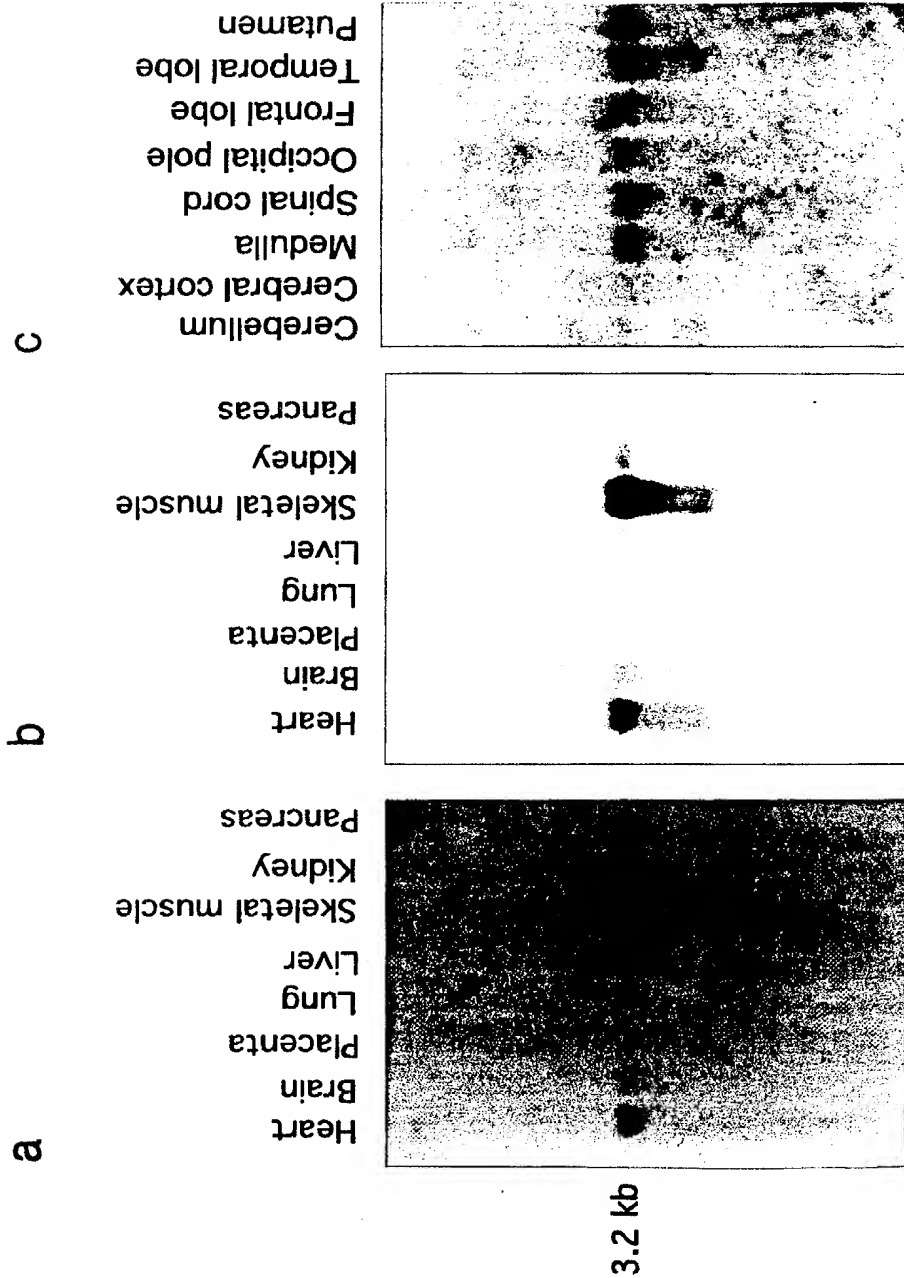 a
Heart
Brain
Placenta
Lung
Liver
Skeletal muscle
Kidney
Pancreas
3.2 kb
b
Heart
Brain
Placenta
Lung
Liver
Skeletal muscle
Kidney
Pancreas
c
Cerebellum
Cerebral cortex
Medulla
Spinal cord
Occipital pole
Frontal lobe
Temporal lobe
Putamen